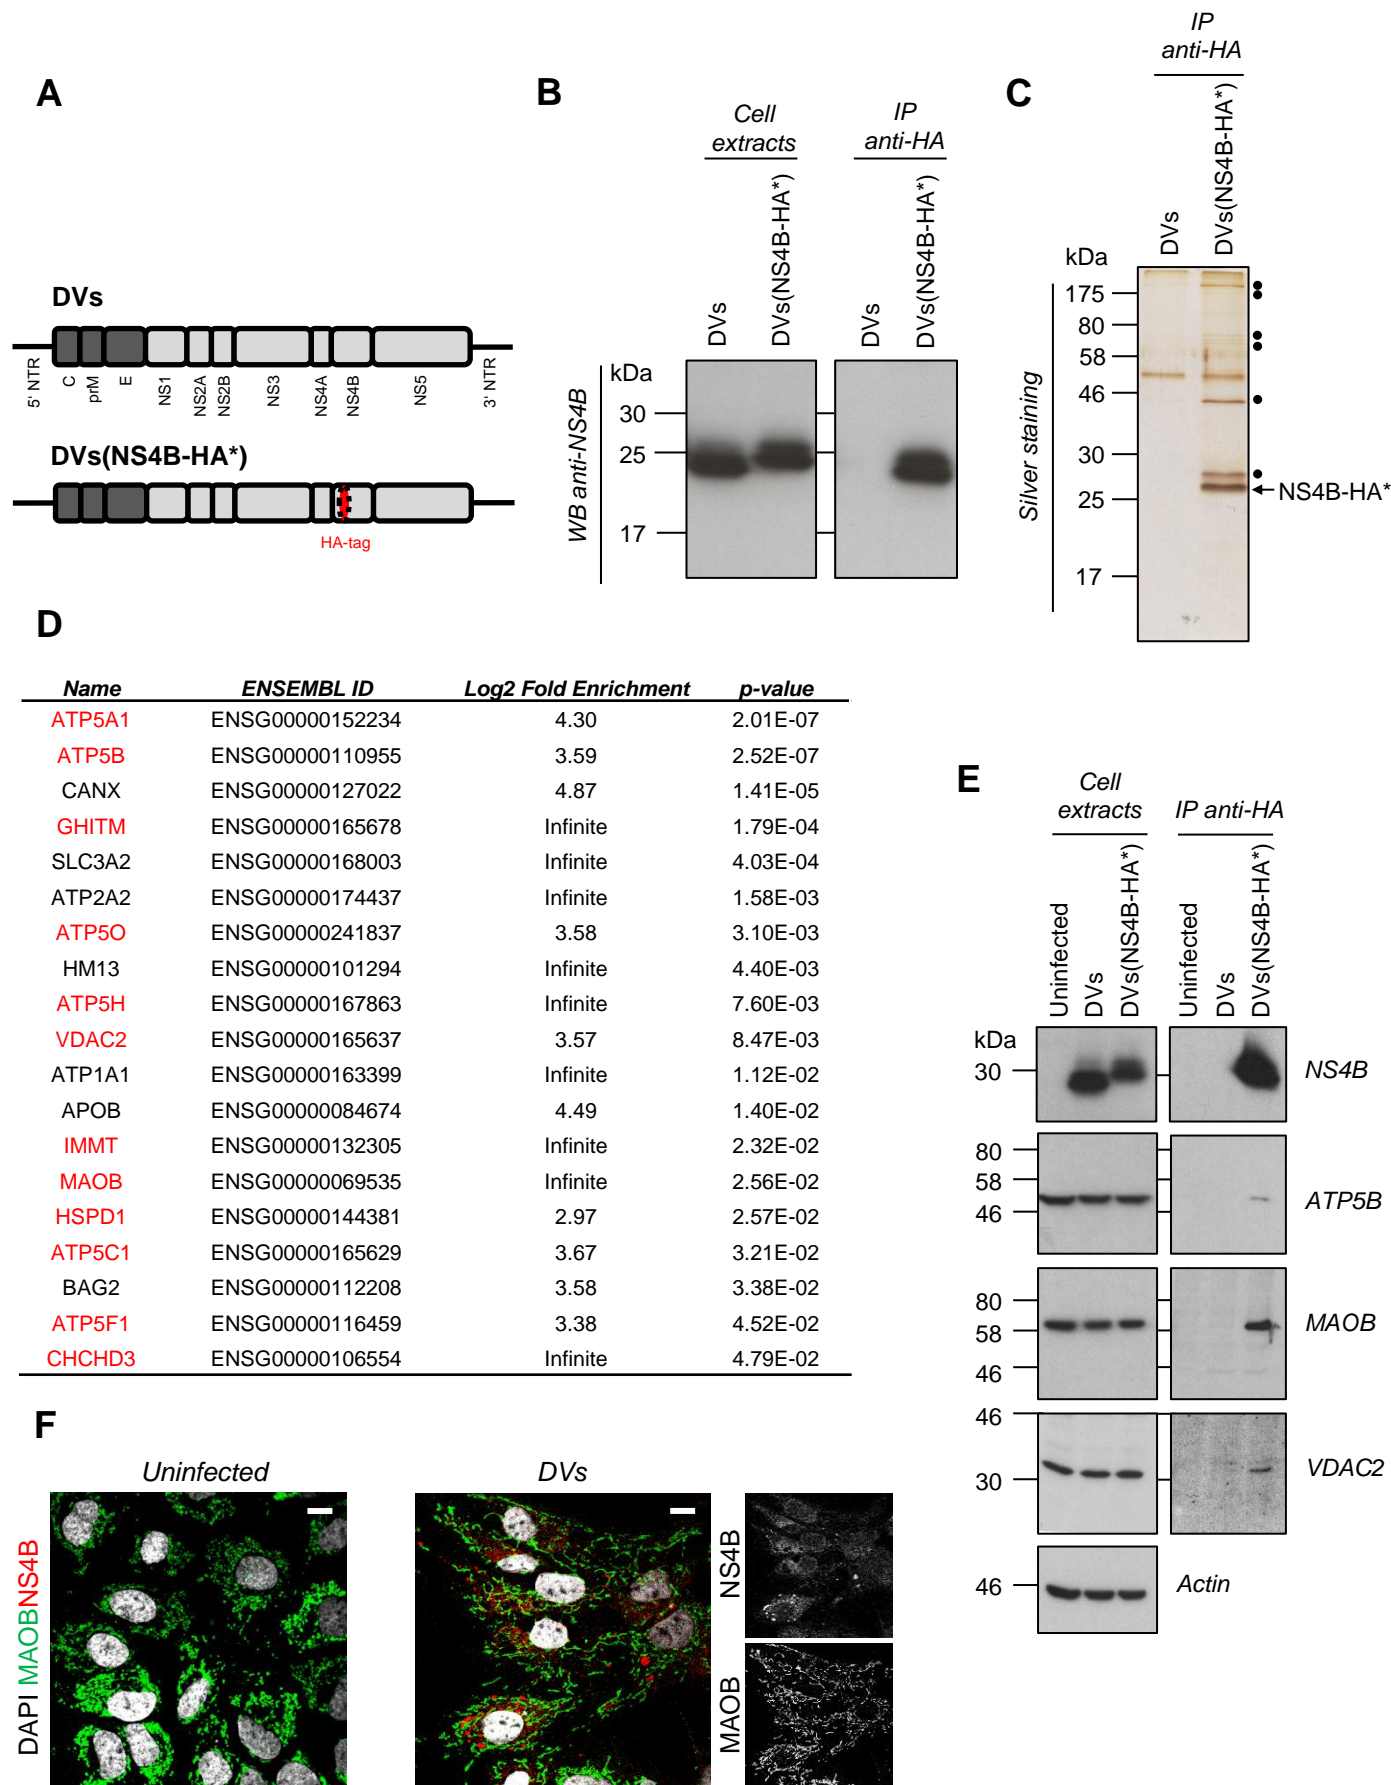 A
DVs
5' NTR
C
prM
E
NS1
NS2A
NS2B
NS3
NS4A
NS4B
NS5
3' NTR
DVs(NS4B-HA*)
HA-tag
B
Cell
extracts
IP
anti-HA
DVs
DVs(NS4B-HA*)
DVs
DVs(NS4B-HA*)
kDa
30
25
17
WB anti-NS4B
C
IP
anti-HA
DVs
DVs(NS4B-HA*)
kDa
175
80
58
46
30
25
17
NS4B-HA*
Silver staining
D
Name ENSEMBL ID Log2 Fold Enrichment p-value
ATP5A1 ENSG00000152234 4.30 2.01E-07
ATP5B ENSG00000110955 3.59 2.52E-07
CANX ENSG00000127022 4.87 1.41E-05
GHITM ENSG00000165678 Infinite 1.79E-04
SLC3A2 ENSG00000168003 Infinite 4.03E-04
ATP2A2 ENSG00000174437 Infinite 1.58E-03
ATP5O ENSG00000241837 3.58 3.10E-03
HM13 ENSG00000101294 Infinite 4.40E-03
ATP5H ENSG00000167863 Infinite 7.60E-03
VDAC2 ENSG00000165637 3.57 8.47E-03
ATP1A1 ENSG00000163399 Infinite 1.12E-02
APOB ENSG00000084674 4.49 1.40E-02
IMMT ENSG00000132305 Infinite 2.32E-02
MAOB ENSG00000069535 Infinite 2.56E-02
HSPD1 ENSG00000144381 2.97 2.57E-02
ATP5C1 ENSG00000165629 3.67 3.21E-02
BAG2 ENSG00000112208 3.58 3.38E-02
ATP5F1 ENSG00000116459 3.38 4.52E-02
CHCHD3 ENSG00000106554 Infinite 4.79E-02
E
Cell
extracts
IP anti-HA
Uninfected
DVs
DVs(NS4B-HA*)
Uninfected
DVs
DVs(NS4B-HA*)
kDa
30
NS4B
80
58
46
ATP5B
80
58
46
MAOB
46
30
VDAC2
46
Actin
F
Uninfected
DVs
DAPI MAOBNS4B
NS4B
MAOB